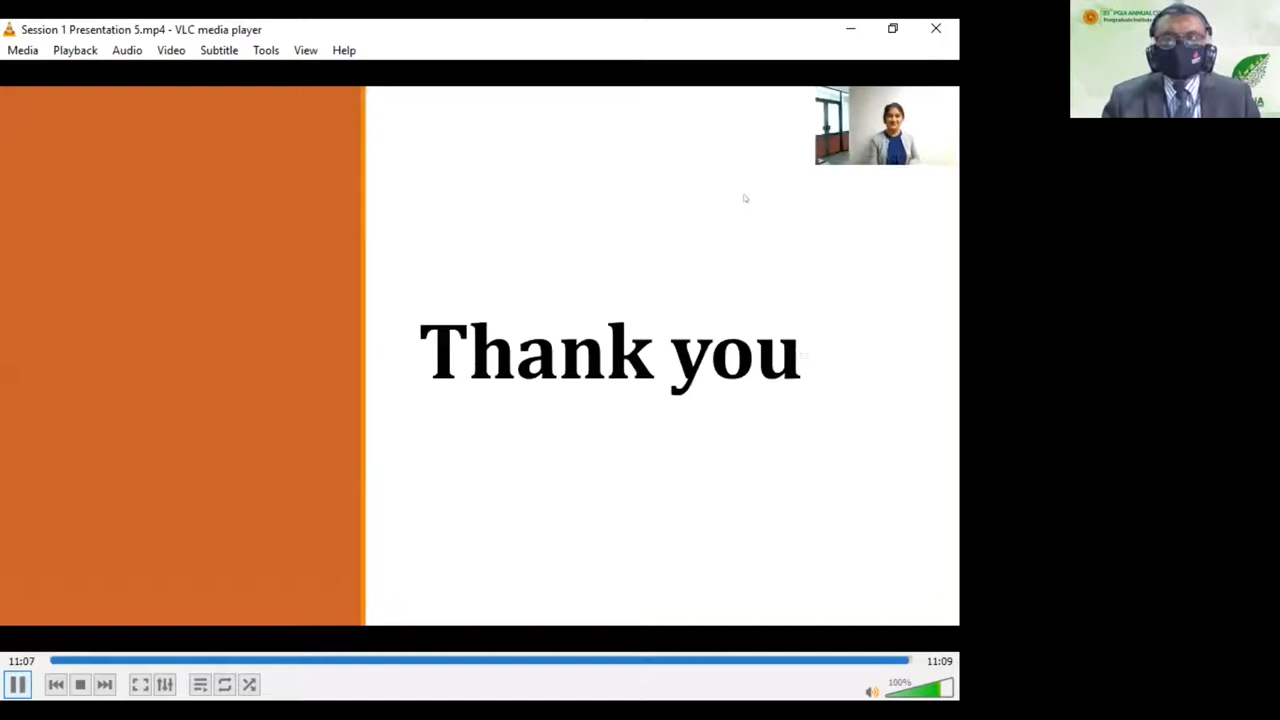 Session 1 Presentation 5.mp4 - VLC media player
Media Playback Audio Video Subtitle Tools View Help
Thank you
11:07
11:09
100%